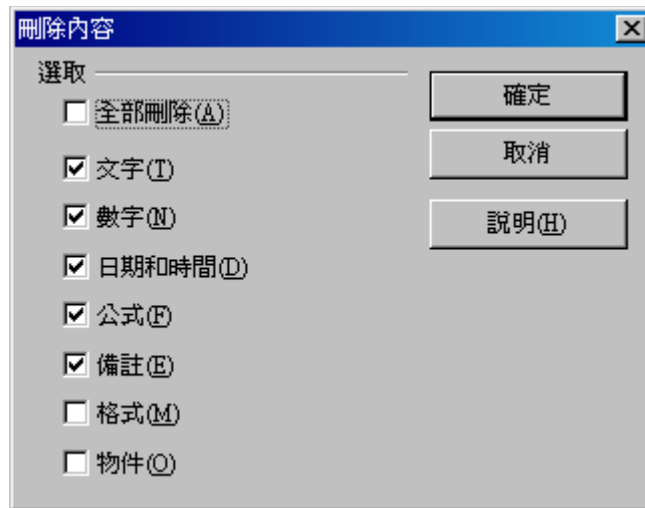 刪除內容
選取
全部刪除(A)
文字(T)
數字(N)
日期和時間(D)
公式(F)
備註(E)
格式(M)
物件(O)
確定
取消
說明(H)